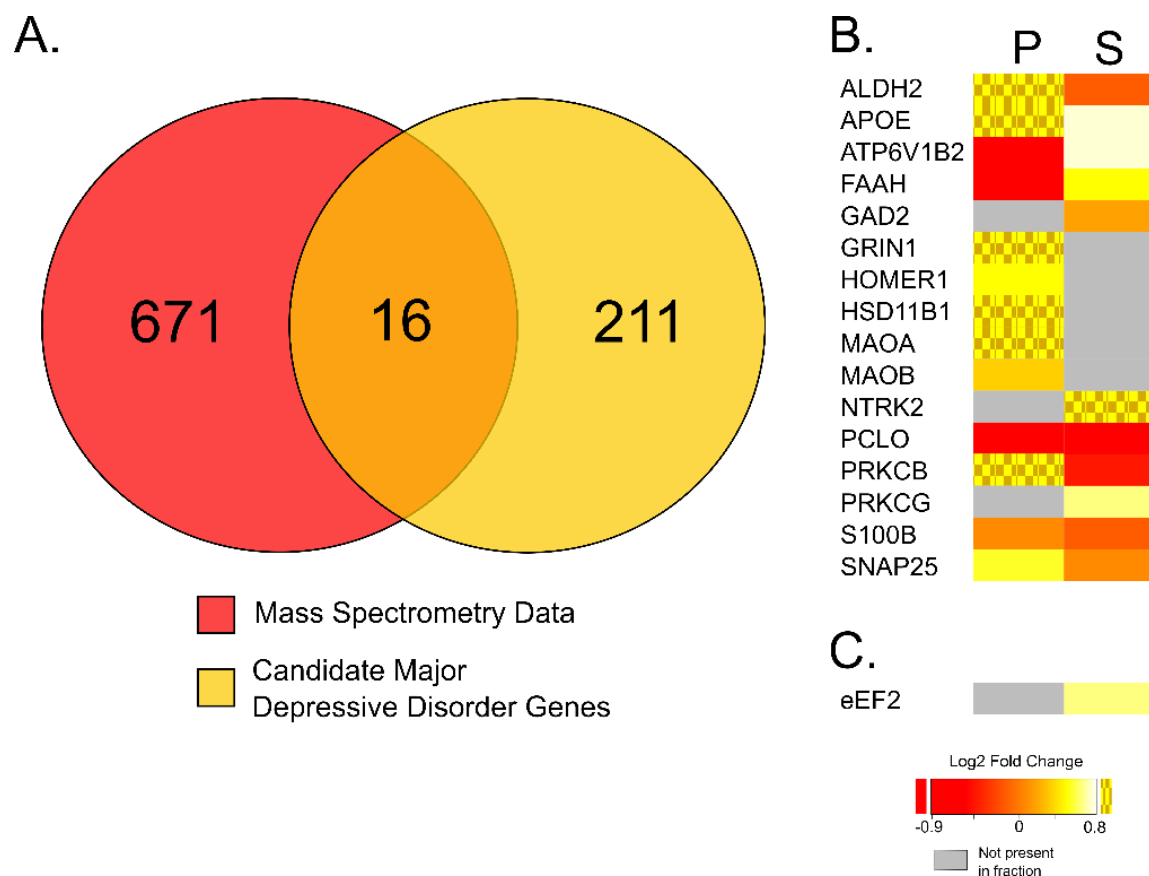 A.
671
16
211
Mass Spectrometry Data
Candidate Major
Depressive Disorder Genes
B.
P S
ALDH2
APOE
ATP6V1B2
FAAH
GAD2
GRIN1
HOMER1
HSD11B1
MAOA
MAOB
NTRK2
PCLO
PRKCB
PRKCG
S100B
SNAP25
C.
eEF2
Log2 Fold Change
-0.9 0 0.8
Not present
in fraction